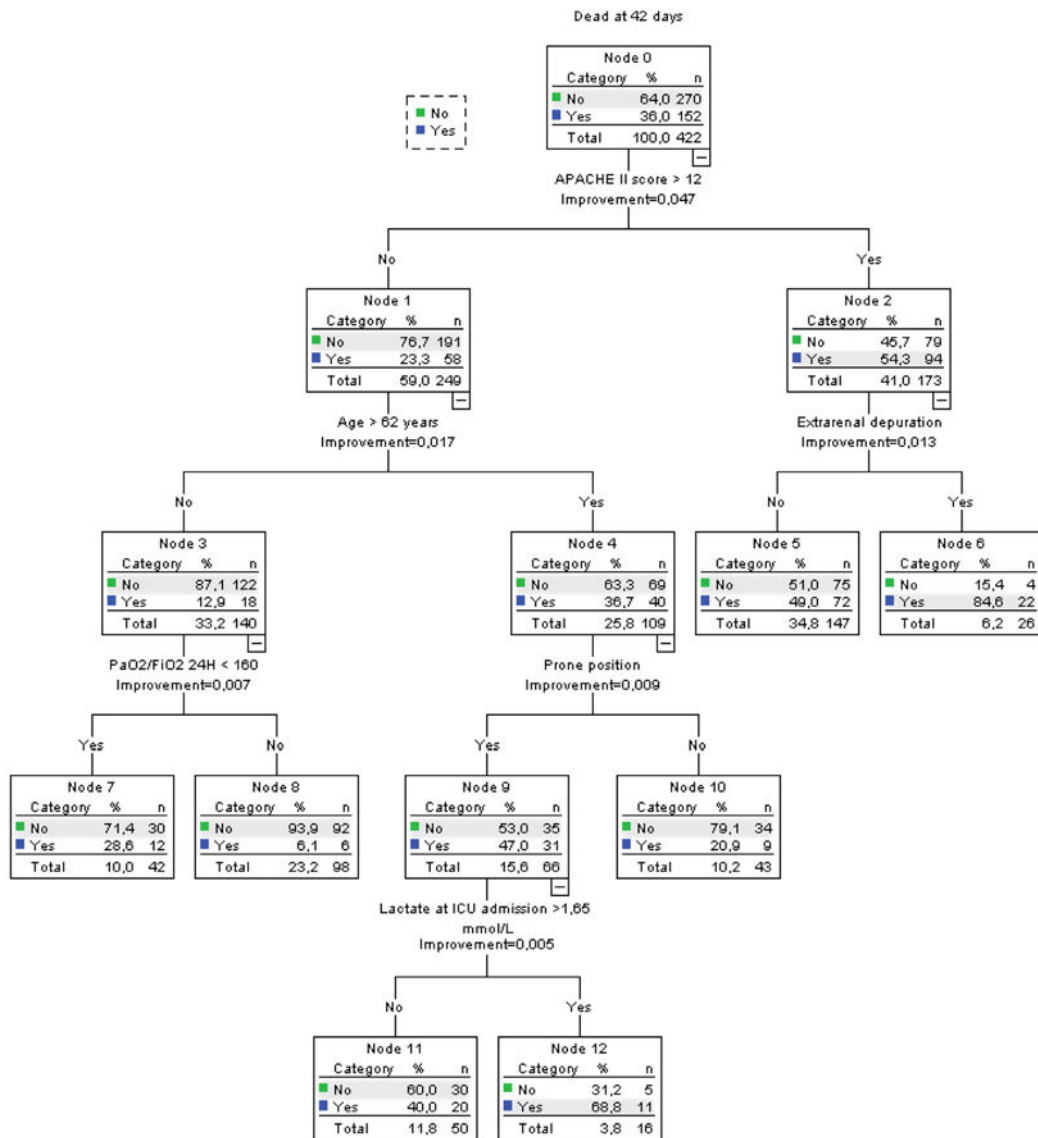 Dead at 42 days
No
Yes
Node 0
Category % n
No 64,0 270
Yes 36,0 152
Total 100,0 422
APACHE II score > 12
Improvement=0,047
No
Yes
Node 1
Category % n
No 76,7 191
Yes 23,3 58
Total 59,0 249
Node 2
Category % n
No 45,7 79
Yes 54,3 94
Total 41,0 173
Age > 62 years
Improvement=0,017
Extrarenal depuration
Improvement=0,013
No
Yes
No
Yes
Node 3
Category % n
No 87,1 122
Yes 12,9 18
Total 33,2 140
Node 4
Category % n
No 63,3 69
Yes 36,7 40
Total 25,8 109
Node 5
Category % n
No 51,0 75
Yes 49,0 72
Total 34,8 147
Node 6
Category % n
No 15,4 4
Yes 84,6 22
Total 6,2 26
PaO2/FiO2 24H < 160
Improvement=0,007
Prone position
Improvement=0,009
Yes
No
Yes
No
Node 7
Category % n
No 71,4 30
Yes 28,6 12
Total 10,0 42
Node 8
Category % n
No 93,9 92
Yes 6,1 6
Total 23,2 98
Node 9
Category % n
No 53,0 35
Yes 47,0 31
Total 15,6 66
Node 10
Category % n
No 79,1 34
Yes 20,9 9
Total 10,2 43
Lactate at ICU admission >1,65
mmol/L
Improvement=0,005
No
Yes
Node 11
Category % n
No 60,0 30
Yes 40,0 20
Total 11,8 50
Node 12
Category % n
No 31,2 5
Yes 68,8 11
Total 3,8 16